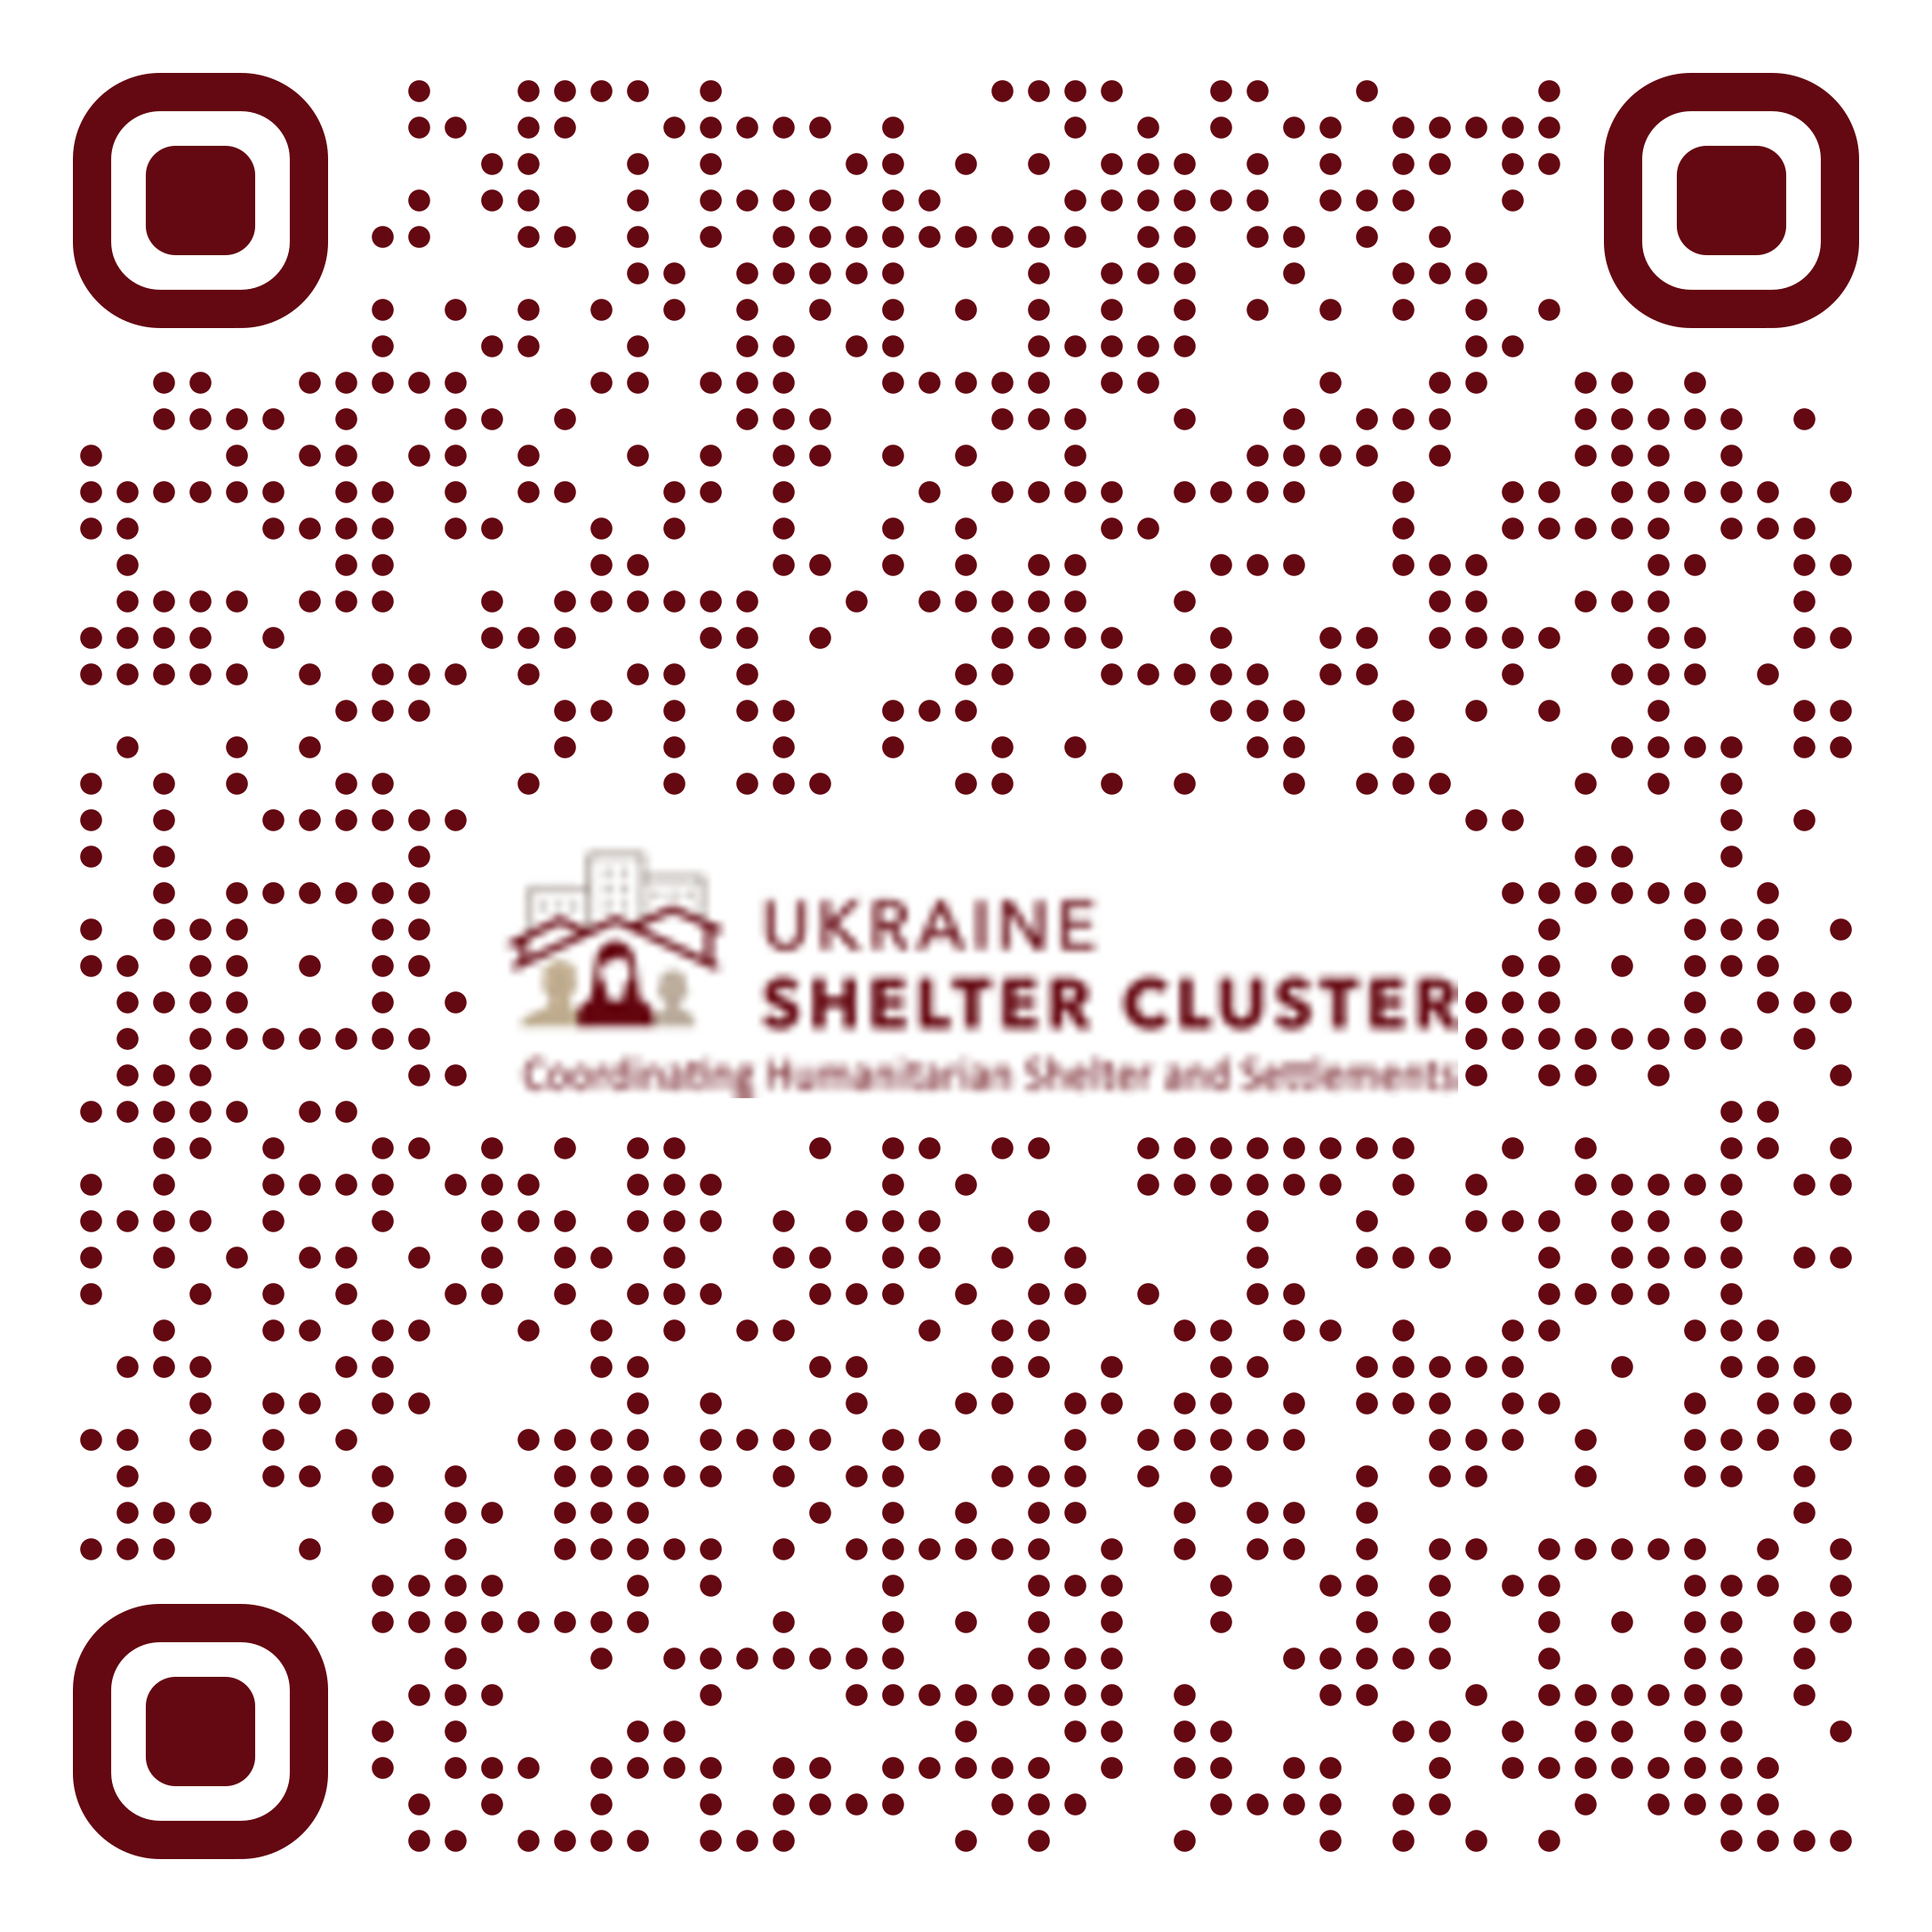 UKRAINE
SHELTER CLUSTER
Coordinating Humanitarian Shelter and Settlements